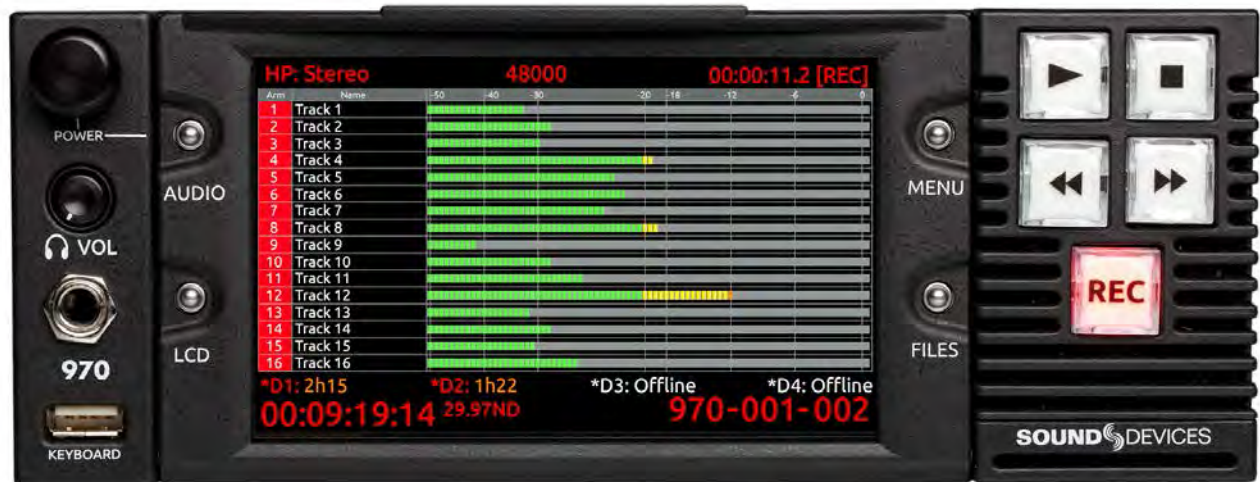 POWER
VOL
970
KEYBOARD
AUDIO
LCD
HP: Stereo 48000 00:00:11.2 [REC]
Arm Name -50 -40 -30 -20 -18 -12 -6 0
1 Track 1
2 Track 2
3 Track 3
4 Track 4
5 Track 5
6 Track 6
7 Track 7
8 Track 8
9 Track 9
10 Track 10
11 Track 11
12 Track 12
13 Track 13
14 Track 14
15 Track 15
16 Track 16
*D1: 2h15 *D2: 1h22 *D3: Offline *D4: Offline
00:09:19:14 29.97ND 970-001-002
MENU
FILES
REC
SOUND DEVICES